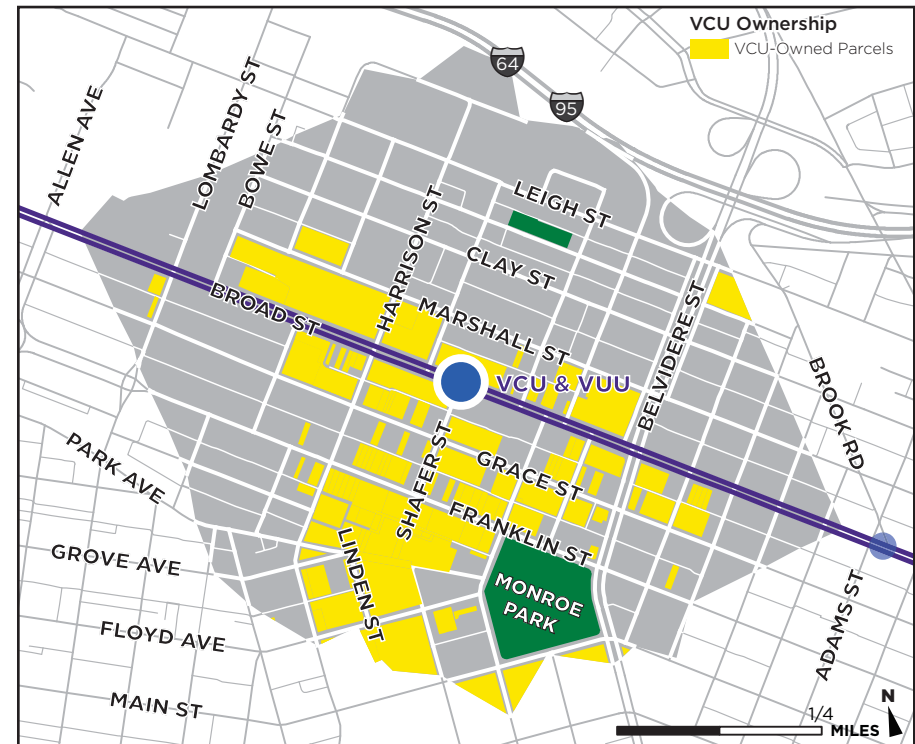 VCU Ownership
VCU-Owned Parcels
64
95
ALLEN AVE
LOMBARDY ST
BOWE ST
HARRISON ST
LEIGH ST
CLAY ST
MARSHALL ST
BROAD ST
VCU & VUU
BELVIDERE ST
BROOK RD
PARK AVE
SHAFER ST
GRACE ST
FRANKLIN ST
LINDEN ST
GROVE AVE
MONROE
PARK
FLOYD AVE
ADAMS ST
MAIN ST
N
1/4
MILES